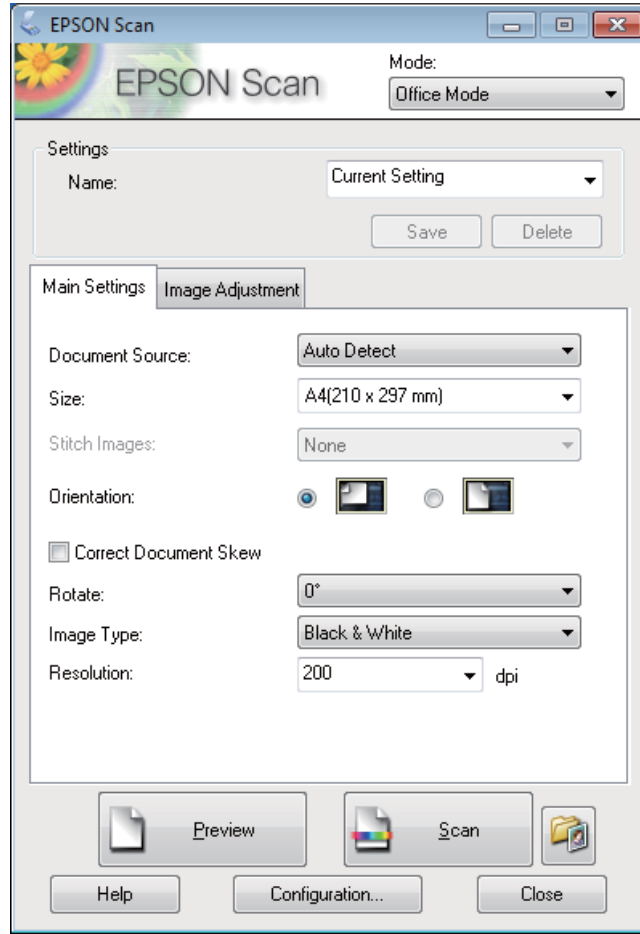 EPSON Scan
EPSON Scan
Mode:
Office Mode
Settings
Name: Current Setting
Save Delete
Main Settings Image Adjustment
Document Source: Auto Detect
Size: A4(210 x 297 mm)
Stitch Images: None
Orientation:
Correct Document Skew
Rotate: 0°
Image Type: Black & White
Resolution: 200 dpi
Preview Scan
Help Configuration... Close